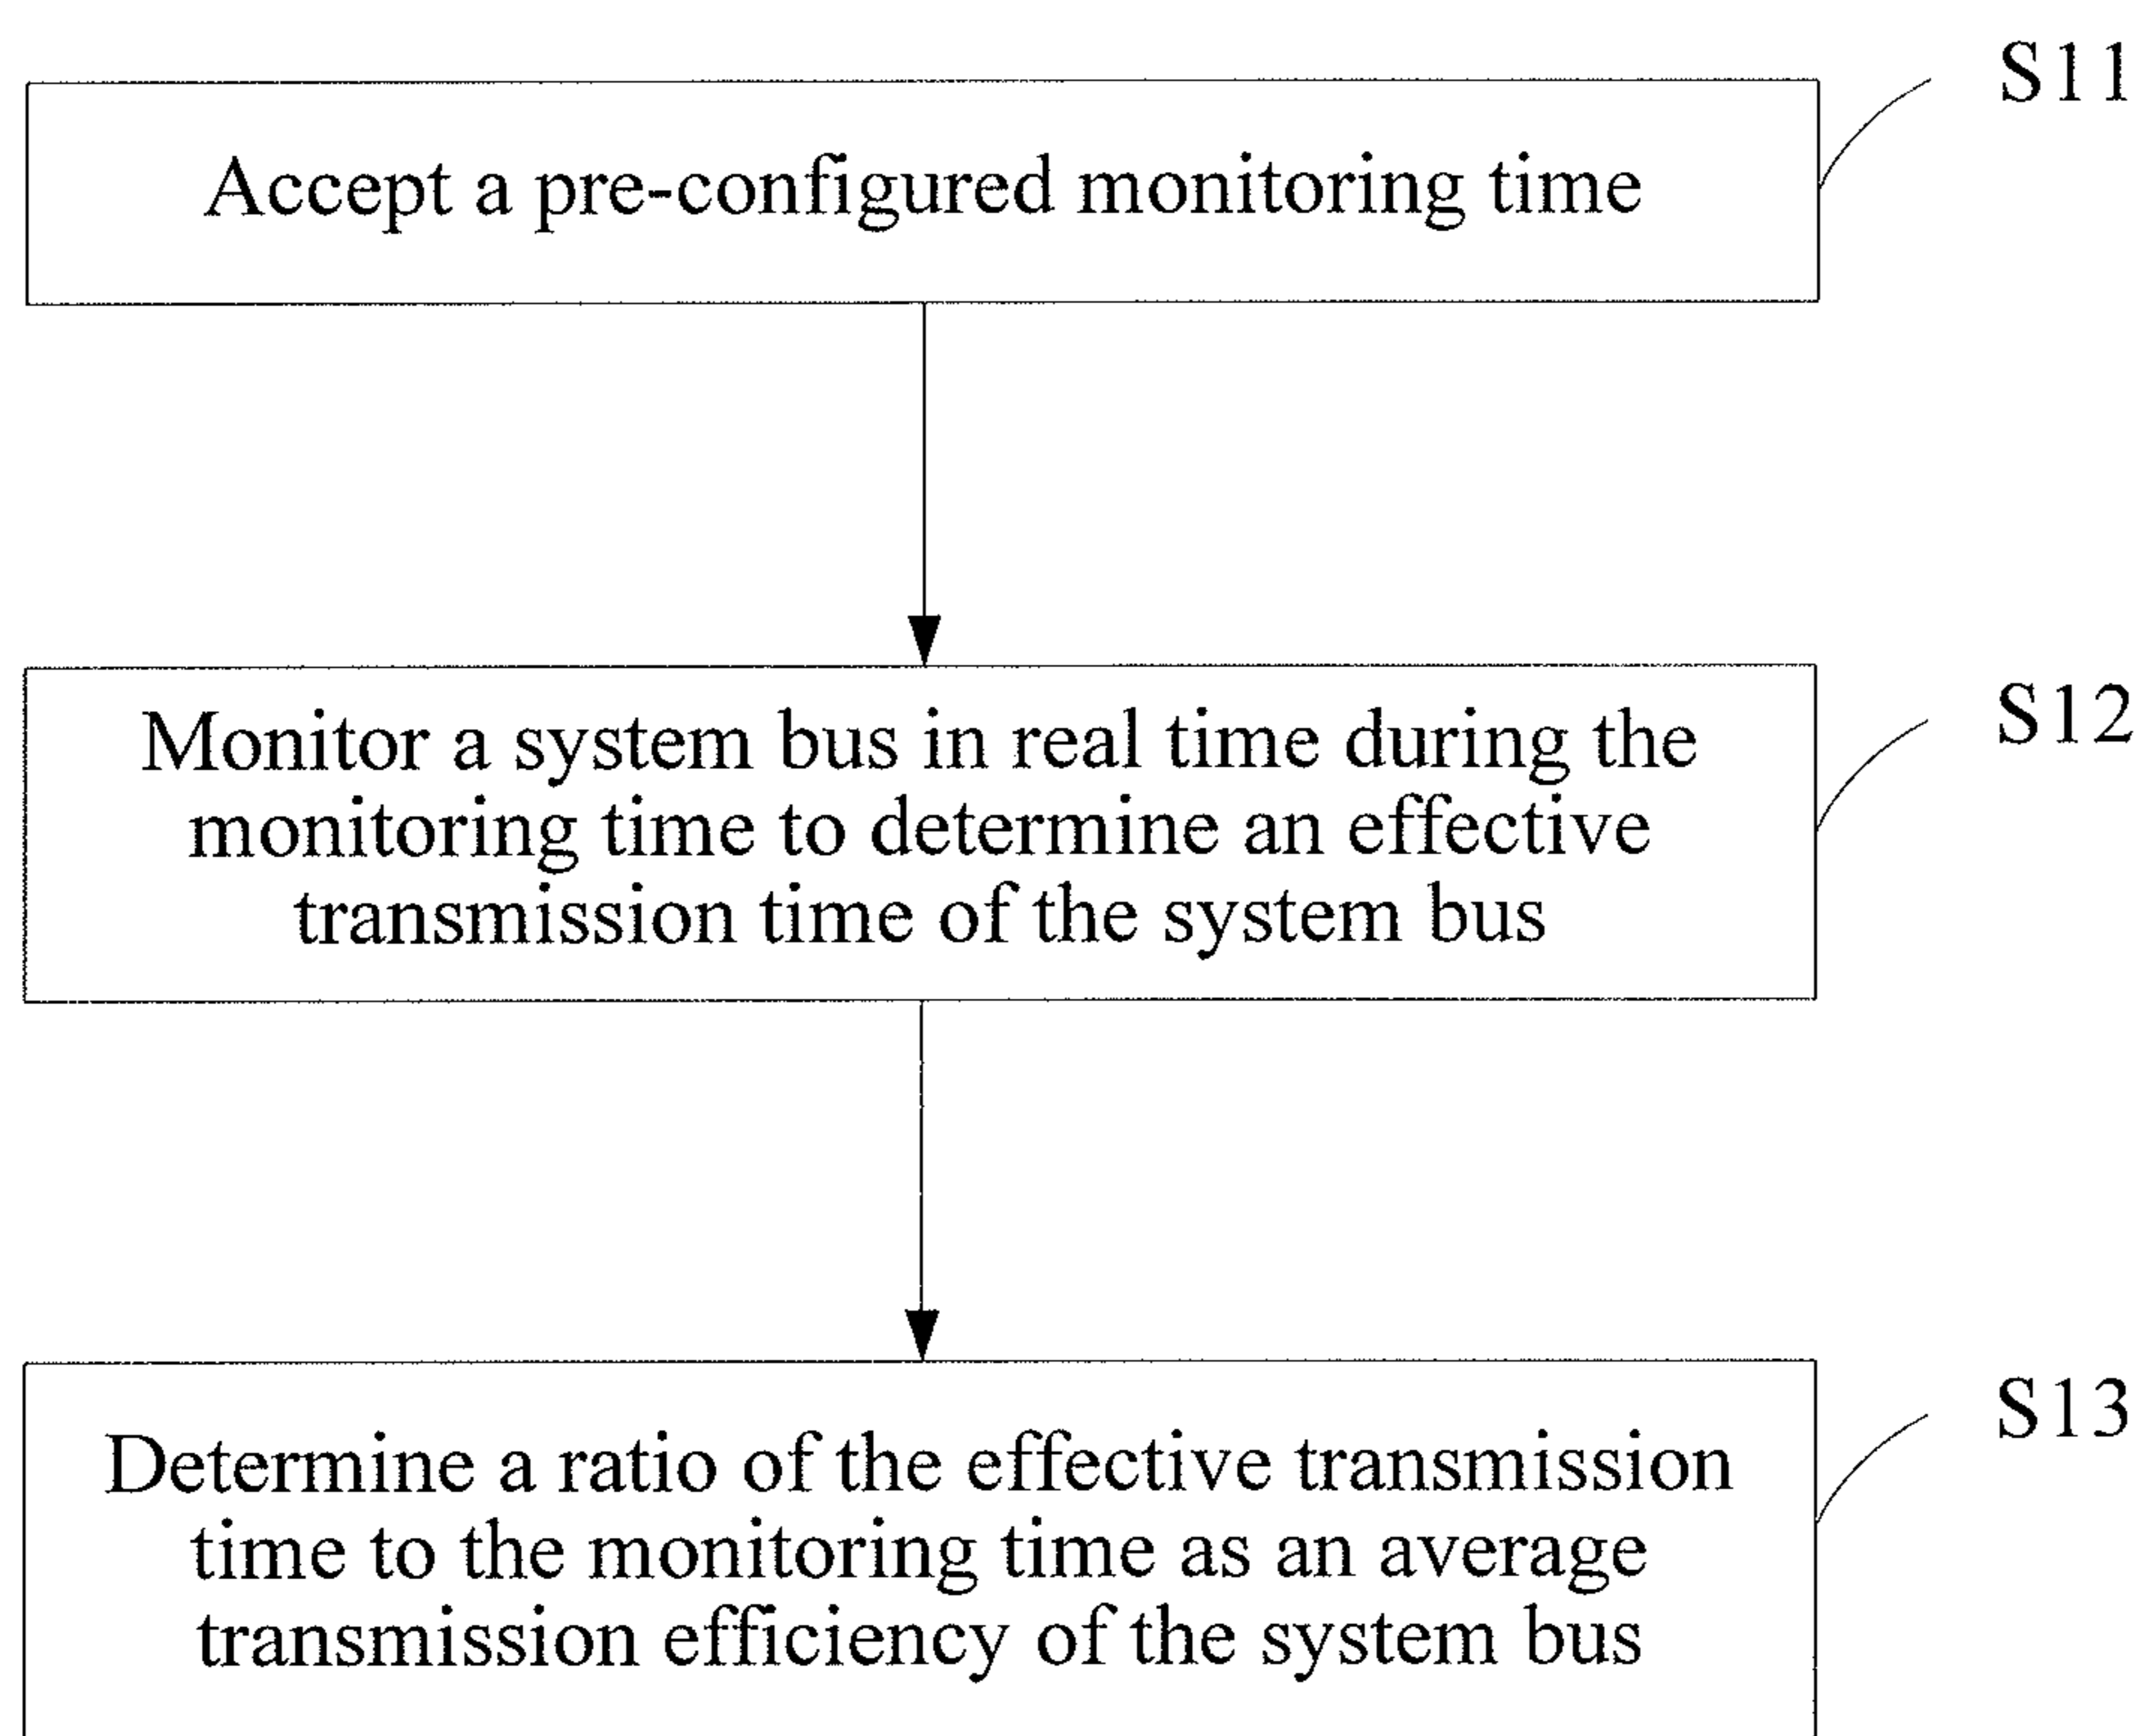 S11
Accept a pre-configured monitoring time
S12
Monitor a system bus in real time during the
monitoring time to determine an effective
transmission time of the system bus
S13
Determine a ratio of the effective transmission
time to the monitoring time as an average
transmission efficiency of the system bus